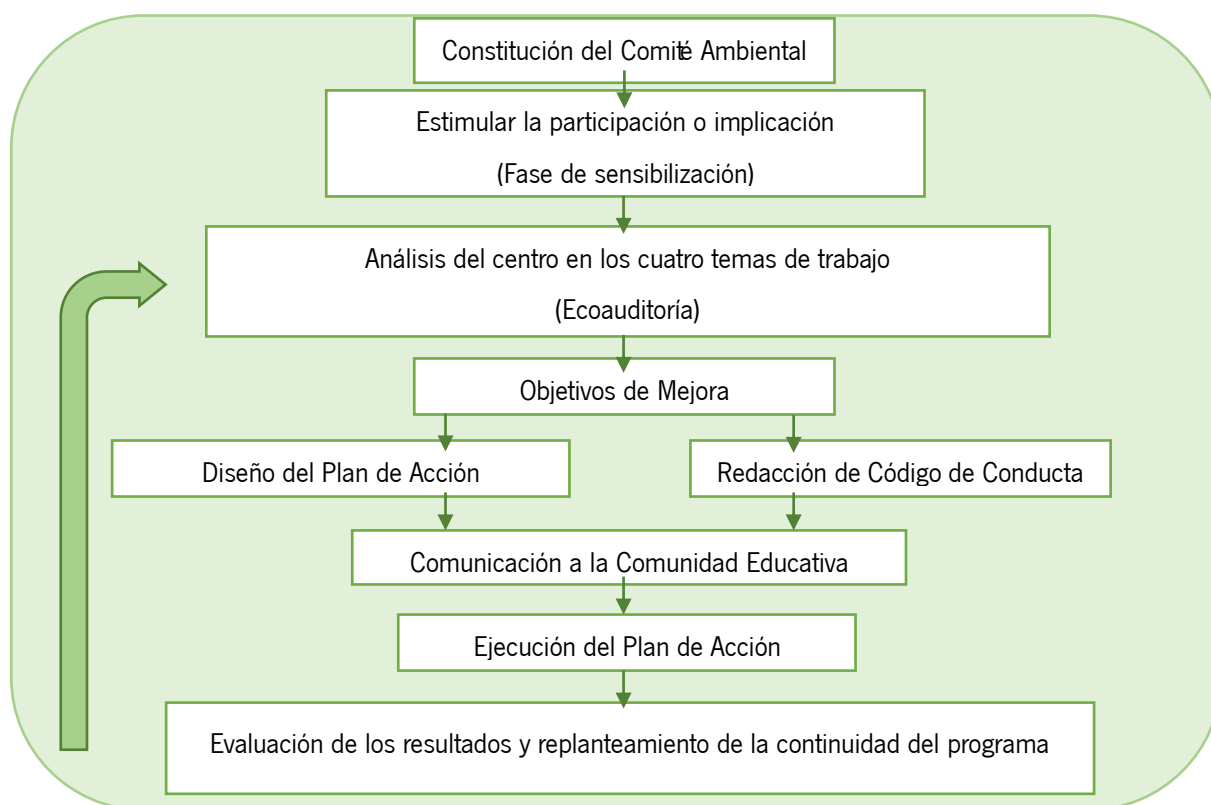 Constitución del Comité Ambiental
Estimular la participación o implicación
(Fase de sensibilización)
Análisis del centro en los cuatro temas de trabajo
(Ecoauditoría)
Objetivos de Mejora
Diseño del Plan de Acción
Redacción de Código de Conducta
Comunicación a la Comunidad Educativa
Ejecución del Plan de Acción
Evaluación de los resultados y replanteamiento de la continuidad del programa